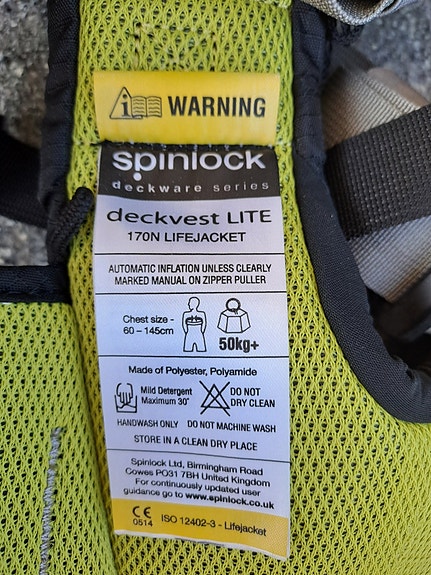 WARNING
spinlock
deckware series
deckvest LITE
170N LIFEJACKET
AUTOMATIC INFLATION UNLESS CLEARLY
MARKED MANUAL ON ZIPPER PULLER
Chest size -
60 – 145cm
50kg+
Made of Polyester, Polyamide
Mild Detergent
Maximum 30°
DO NOT
DRY CLEAN
HANDWASH ONLY DO NOT MACHINE WASH
STORE IN A CLEAN DRY PLACE
Spinlock Ltd, Birmingham Road
Cowes PO31 7BH United Kingdom
For continuously updated user
guidance go to www.spinlock.co.uk
CE
0514
ISO 12402-3 - Lifejacket